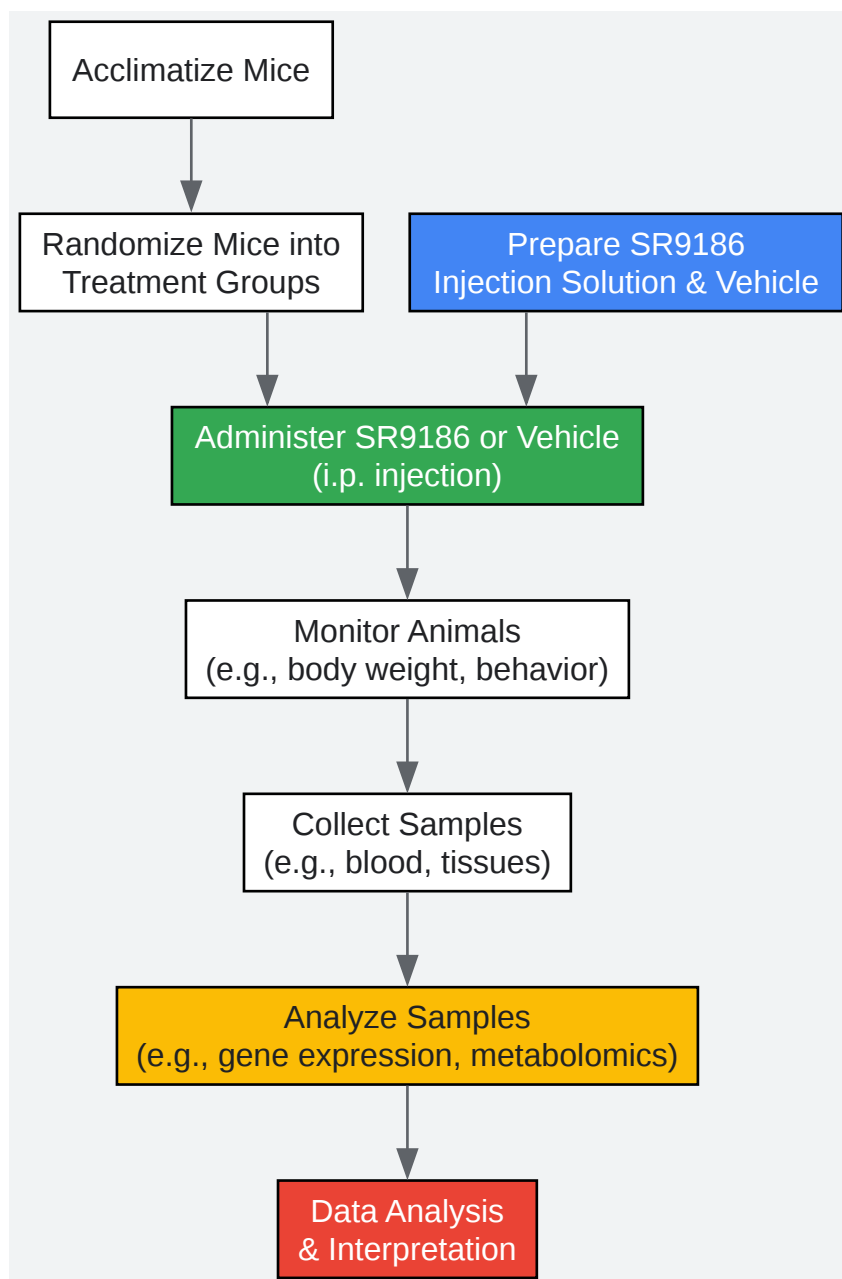 Acclimatize Mice
Randomize Mice into
Treatment Groups
Prepare SR9186
Injection Solution & Vehicle
Administer SR9186 or Vehicle
(i.p. injection)
Monitor Animals
(e.g., body weight, behavior)
Collect Samples
(e.g., blood, tissues)
Analyze Samples
(e.g., gene expression, metabolomics)
Data Analysis
& Interpretation